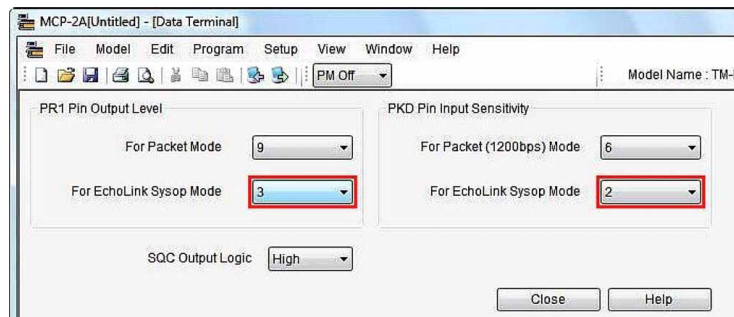 MCP-2A[Untitled] - [Data Terminal]
File Model Edit Program Setup View Window Help
PM Off Model Name : TM-
PR1 Pin Output Level PKD Pin Input Sensitivity
For Packet Mode 9 For Packet (1200bps) Mode 6
For EchoLink Sysop Mode 3 For EchoLink Sysop Mode 2
SQC Output Logic High
Close Help